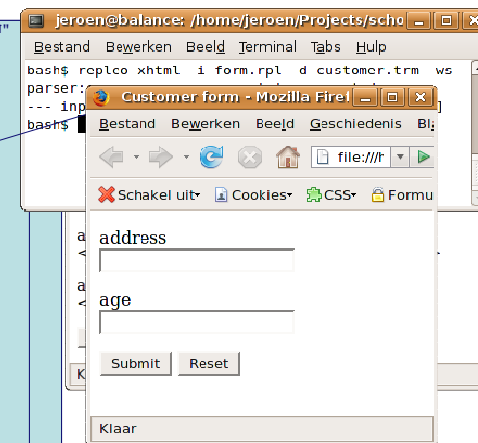 jeroen@balance: /home/jeroen/Projects/scho
Bestand Bewerken Beeld Terminal Tabs Hulp
bash$ repleo xhtml -i form.rpl -d customer.trm -ws
parser:
--- inp
bash$
Customer form - Mozilla Firef
Bestand Bewerken Beeld Geschiedenis Bla
file:///h
Schakel uit Cookies CSS Formu
address
age
Submit Reset
Klaar